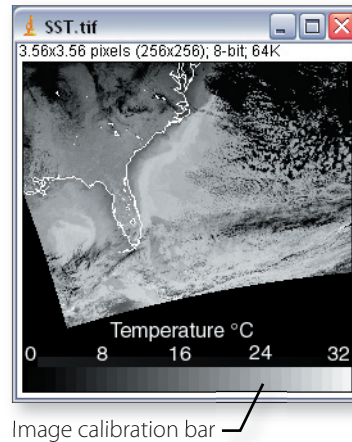 SST.tif
3.56x3.56 pixels (256x256); 8-bit; 64K
Temperature °C
0 8 16 24 32
Image calibration bar